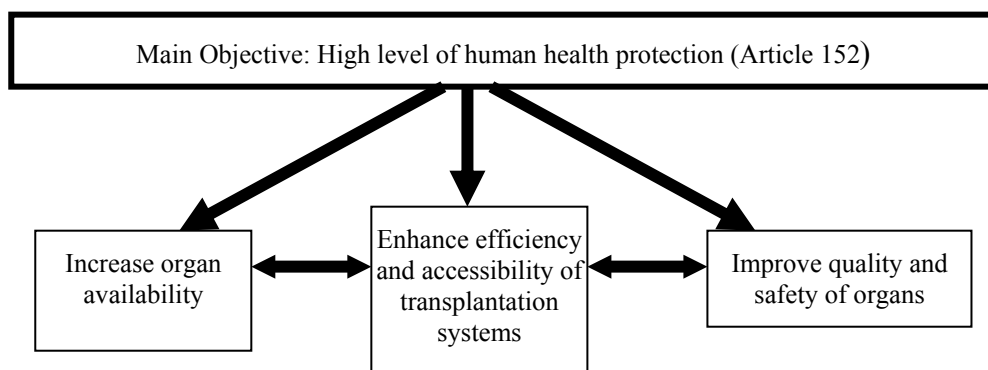 Main Objective: High level of human health protection (Article 152)
Increase organ
availability
Enhance efficiency
and accessibility of
transplantation
systems
Improve quality and
safety of organs